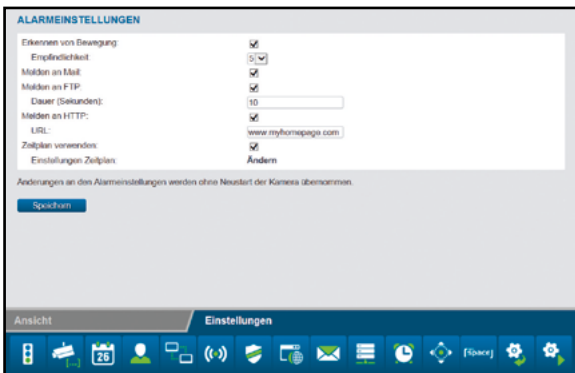 ALARMEINSTELLUNGEN
Erkennen von Bewegung:
Empfindlichkeit: 5
Melden an Mail:
Melden an FTP:
Dauer (Sekunden): 10
Melden an HTTP:
URL: www.myhomepage.com
Zeitplan verwenden:
Einstellungen Zeitplan: Ändern
Änderungen an den Alarmeinstellungen werden ohne Neustart der Kamera übernommen.
Speichern
Ansicht Einstellungen
[...] 26 [Space]